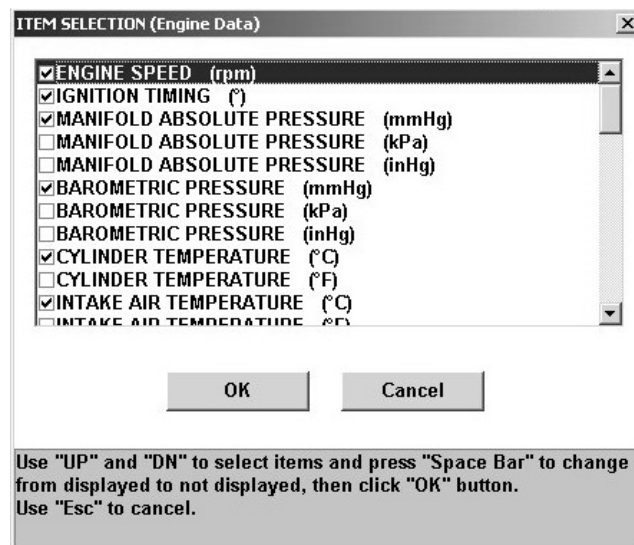 ITEM SELECTION (Engine Data)
ENGINE SPEED (rpm)
IGNITION TIMING (°)
MANIFOLD ABSOLUTE PRESSURE (mmHg)
MANIFOLD ABSOLUTE PRESSURE (kPa)
MANIFOLD ABSOLUTE PRESSURE (inHg)
BAROMETRIC PRESSURE (mmHg)
BAROMETRIC PRESSURE (kPa)
BAROMETRIC PRESSURE (inHg)
CYLINDER TEMPERATURE (°C)
CYLINDER TEMPERATURE (°F)
INTAKE AIR TEMPERATURE (°C)
INTAKE AIR TEMPERATURE (°F)
OK
Cancel
Use "UP" and "DN" to select items and press "Space Bar" to change
from displayed to not displayed, then click "OK" button.
Use "Esc" to cancel.